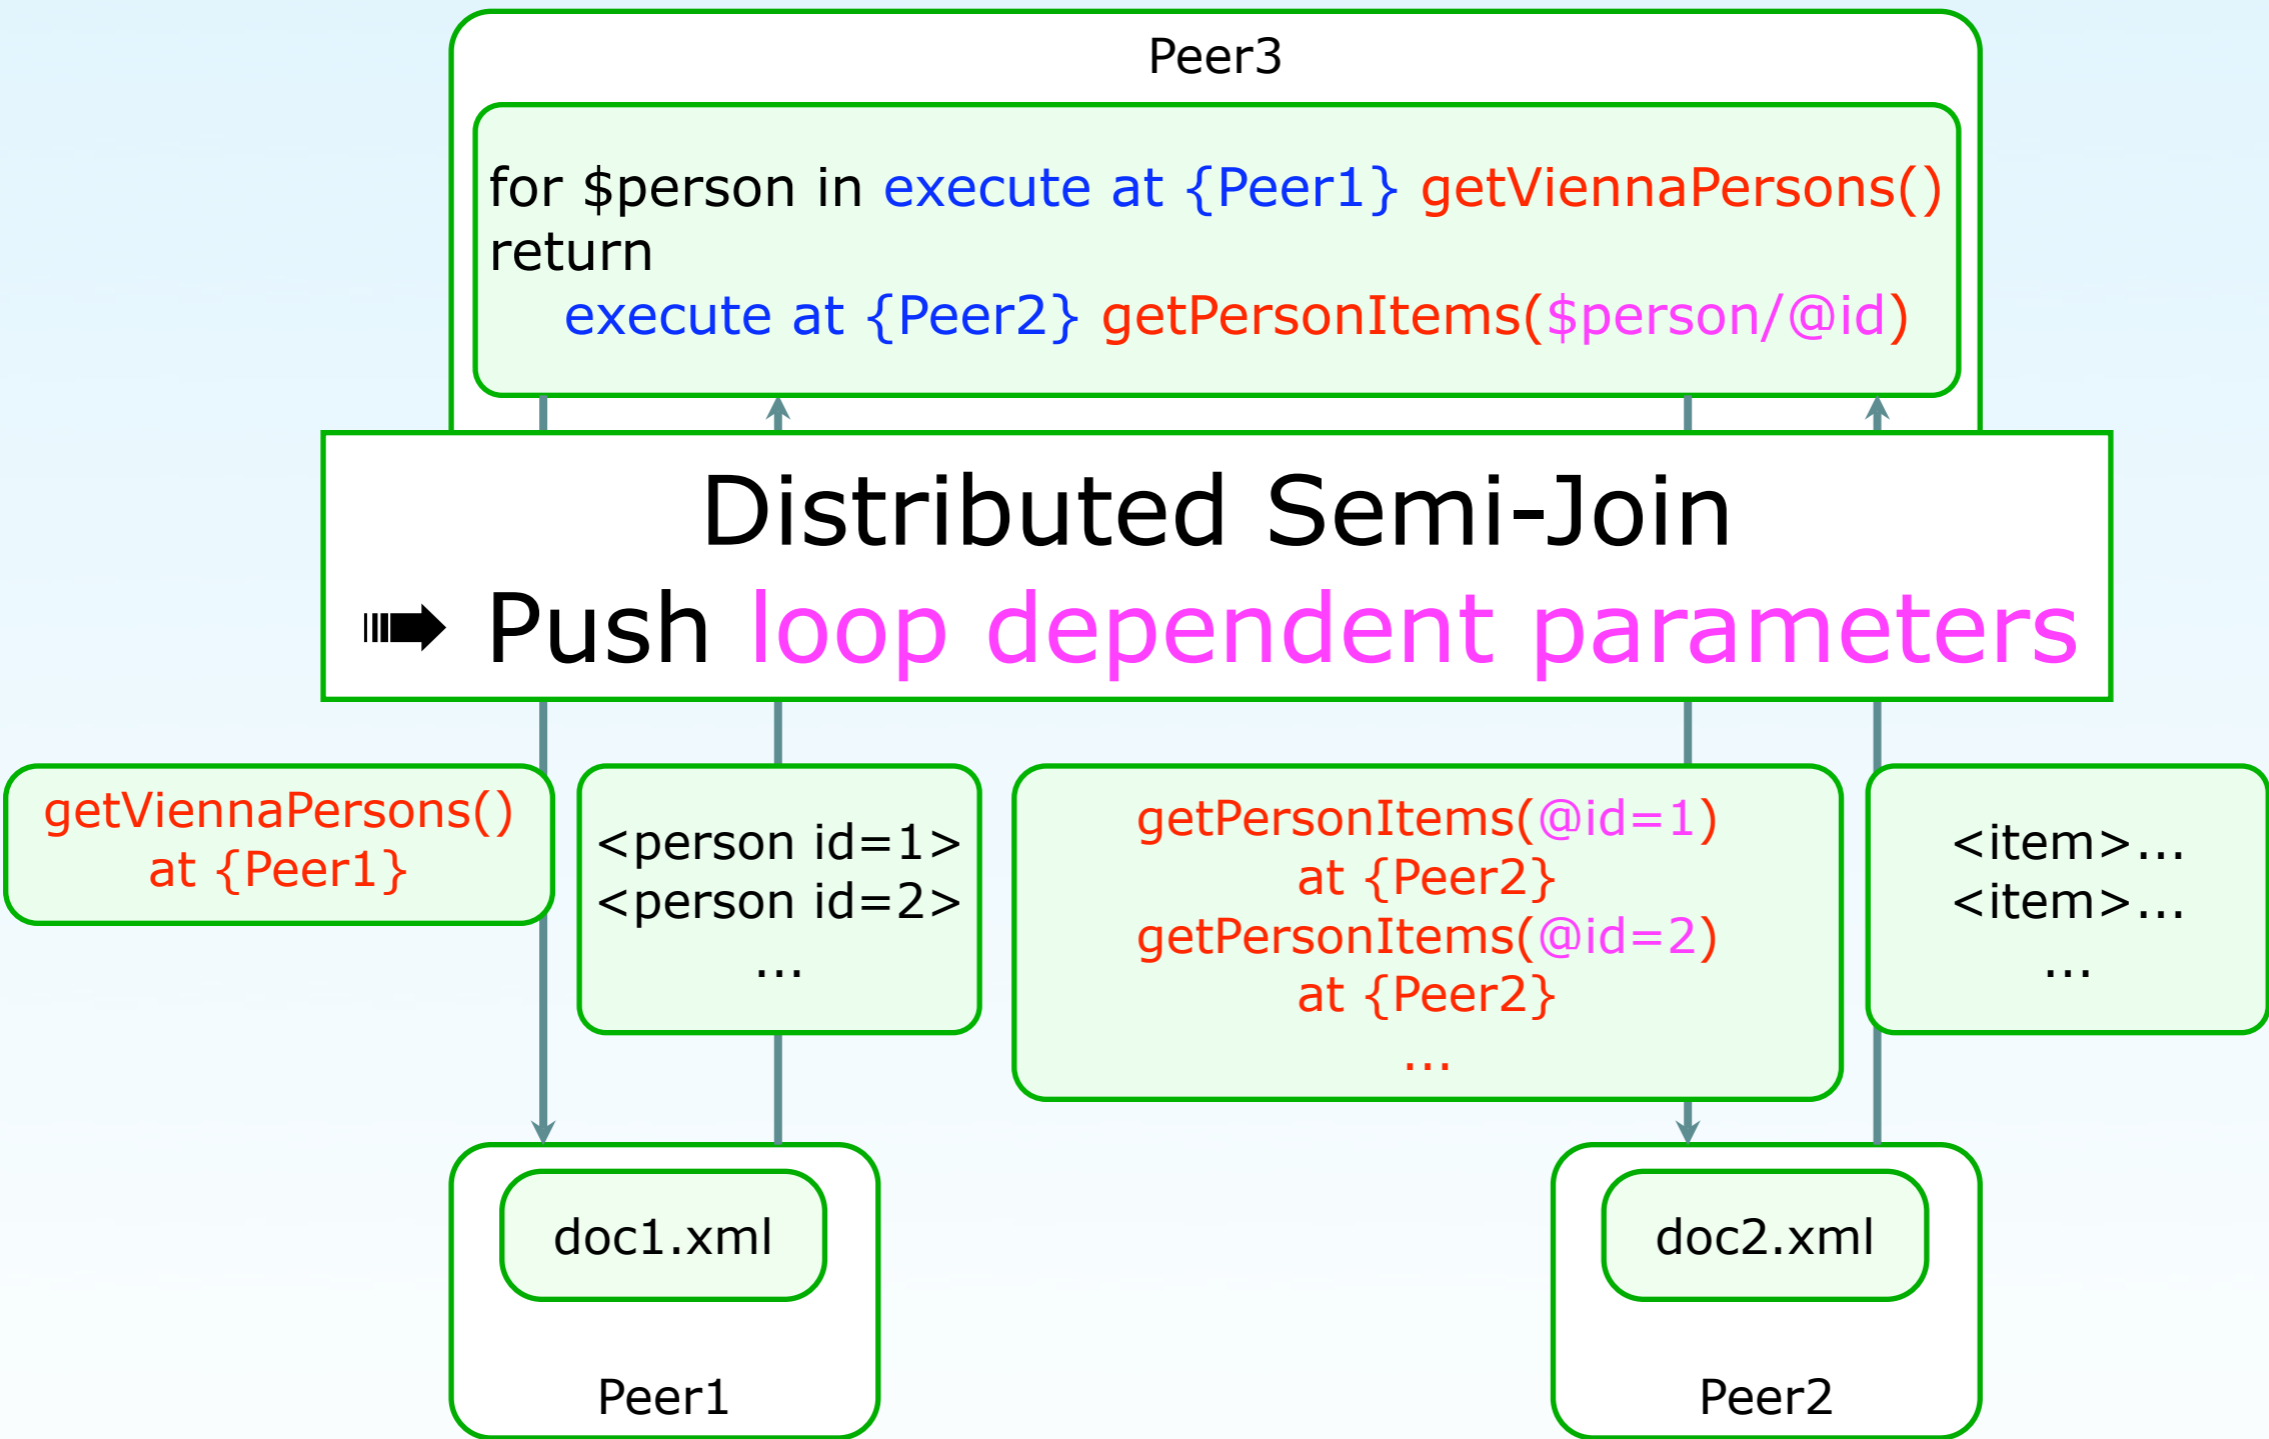 Peer3
for $person in execute at {Peer1} getViennaPersons()
return
execute at {Peer2} getPersonItems($person/@id)
Distributed Semi-Join
➠ Push loop dependent parameters
getViennaPersons()
at {Peer1}
<person id=1>
<person id=2>
...
getPersonItems(@id=1)
at {Peer2}
getPersonItems(@id=2)
at {Peer2}
...
<item>...
<item>...
...
doc1.xml
Peer1
doc2.xml
Peer2